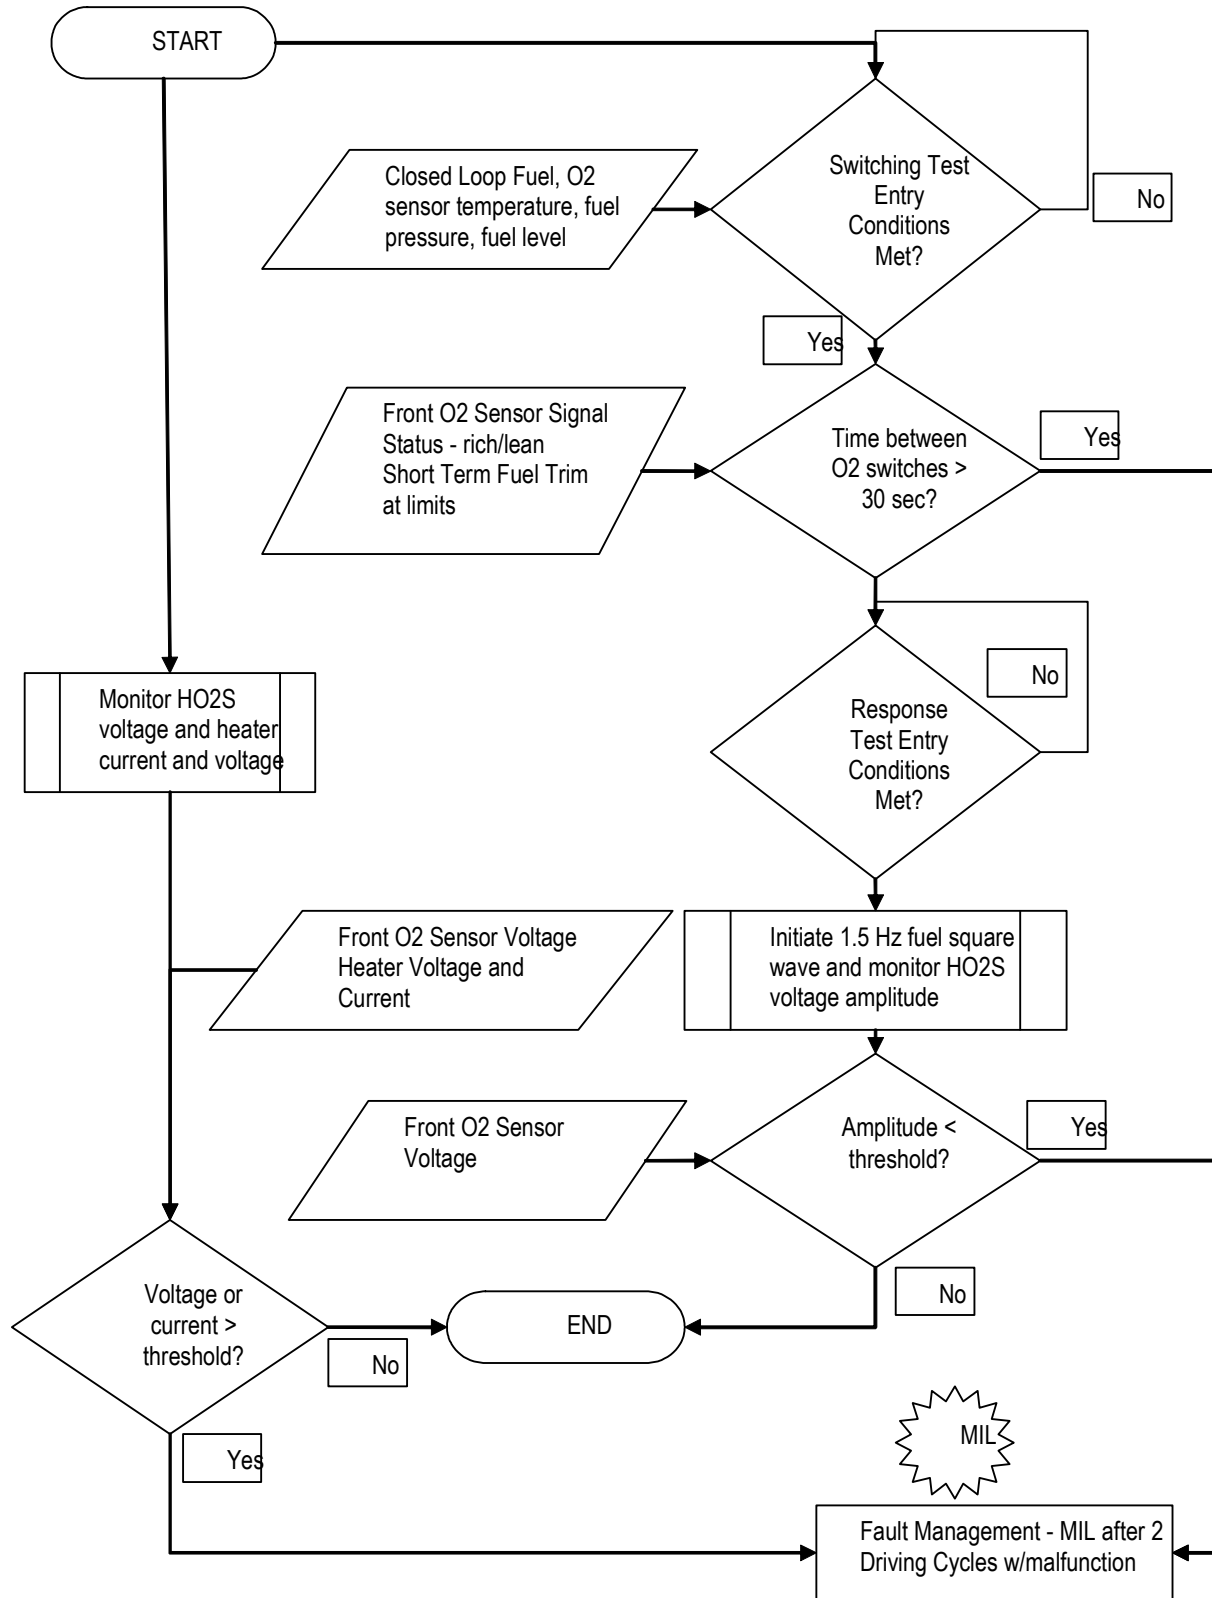 START
Switching Test
Entry
Conditions
Met?
No
Closed Loop Fuel, O2
sensor temperature, fuel
pressure, fuel level
Yes
Front O2 Sensor Signal
Status - rich/lean
Short Term Fuel Trim
at limits
Time between
O2 switches >
30 sec?
Yes
No
Response
Test Entry
Conditions
Met?
Monitor HO2S
voltage and heater
current and voltage
Front O2 Sensor Voltage
Heater Voltage and
Current
Initiate 1.5 Hz fuel square
wave and monitor HO2S
voltage amplitude
Front O2 Sensor
Voltage
Amplitude <
threshold?
Yes
No
Voltage or
current >
threshold?
No
END
Yes
MIL
Fault Management - MIL after 2
Driving Cycles w/malfunction